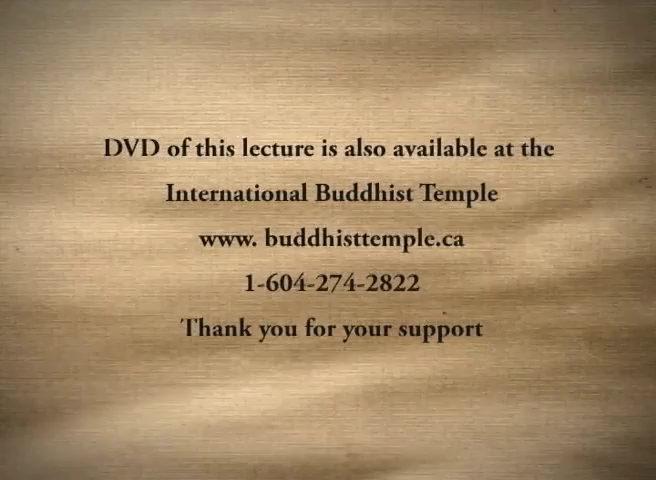 DVD of this lecture is also available at the
International Buddhist Temple
www. buddhisttemple.ca
1-604-274-2822
Thank you for your support